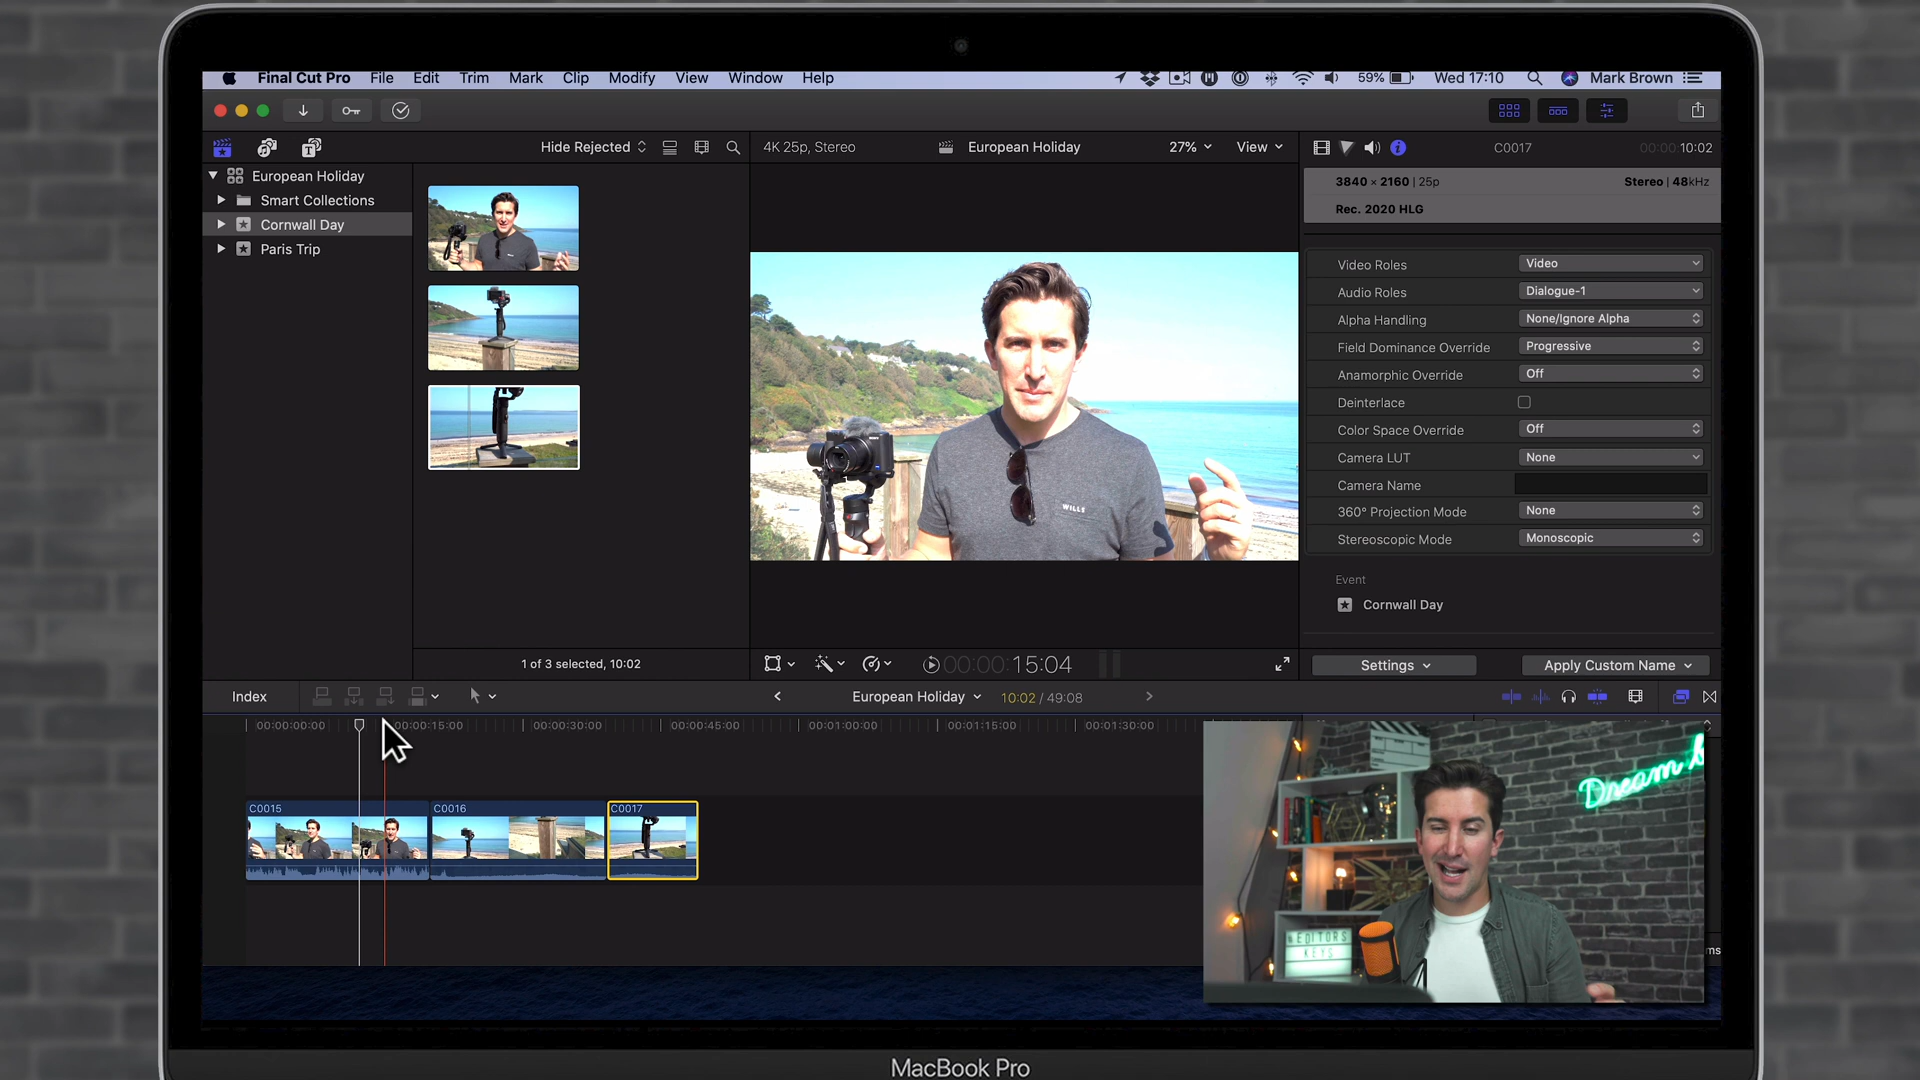 Final Cut Pro File Edit Trim Mark Clip Modify View Window Help 59% Wed 17:10 Mark Brown
Hide Rejected 4K 25p, Stereo European Holiday 27% View C0017 00:00:10:02
European Holiday
Smart Collections
Cornwall Day
Paris Trip
3840 × 2160 | 25p Stereo | 48kHz
Rec. 2020 HLG
Video Roles Video
Audio Roles Dialogue-1
Alpha Handling None/Ignore Alpha
Field Dominance Override Progressive
Anamorphic Override Off
Deinterlace
Color Space Override Off
Camera LUT None
Camera Name
360° Projection Mode None
Stereoscopic Mode Monoscopic
Event
Cornwall Day
SONY
WILLS
1 of 3 selected, 10:02 00:00:15:04 Settings Apply Custom Name
Index European Holiday 10:02 / 49:08
00:00:00:00 00:00:15:00 00:00:30:00 00:00:45:00 00:01:00:00 00:01:15:00 00:01:30:00
C0015 C0016 C0017
Dream
#EDITORS
KEYS
ms
MacBook Pro